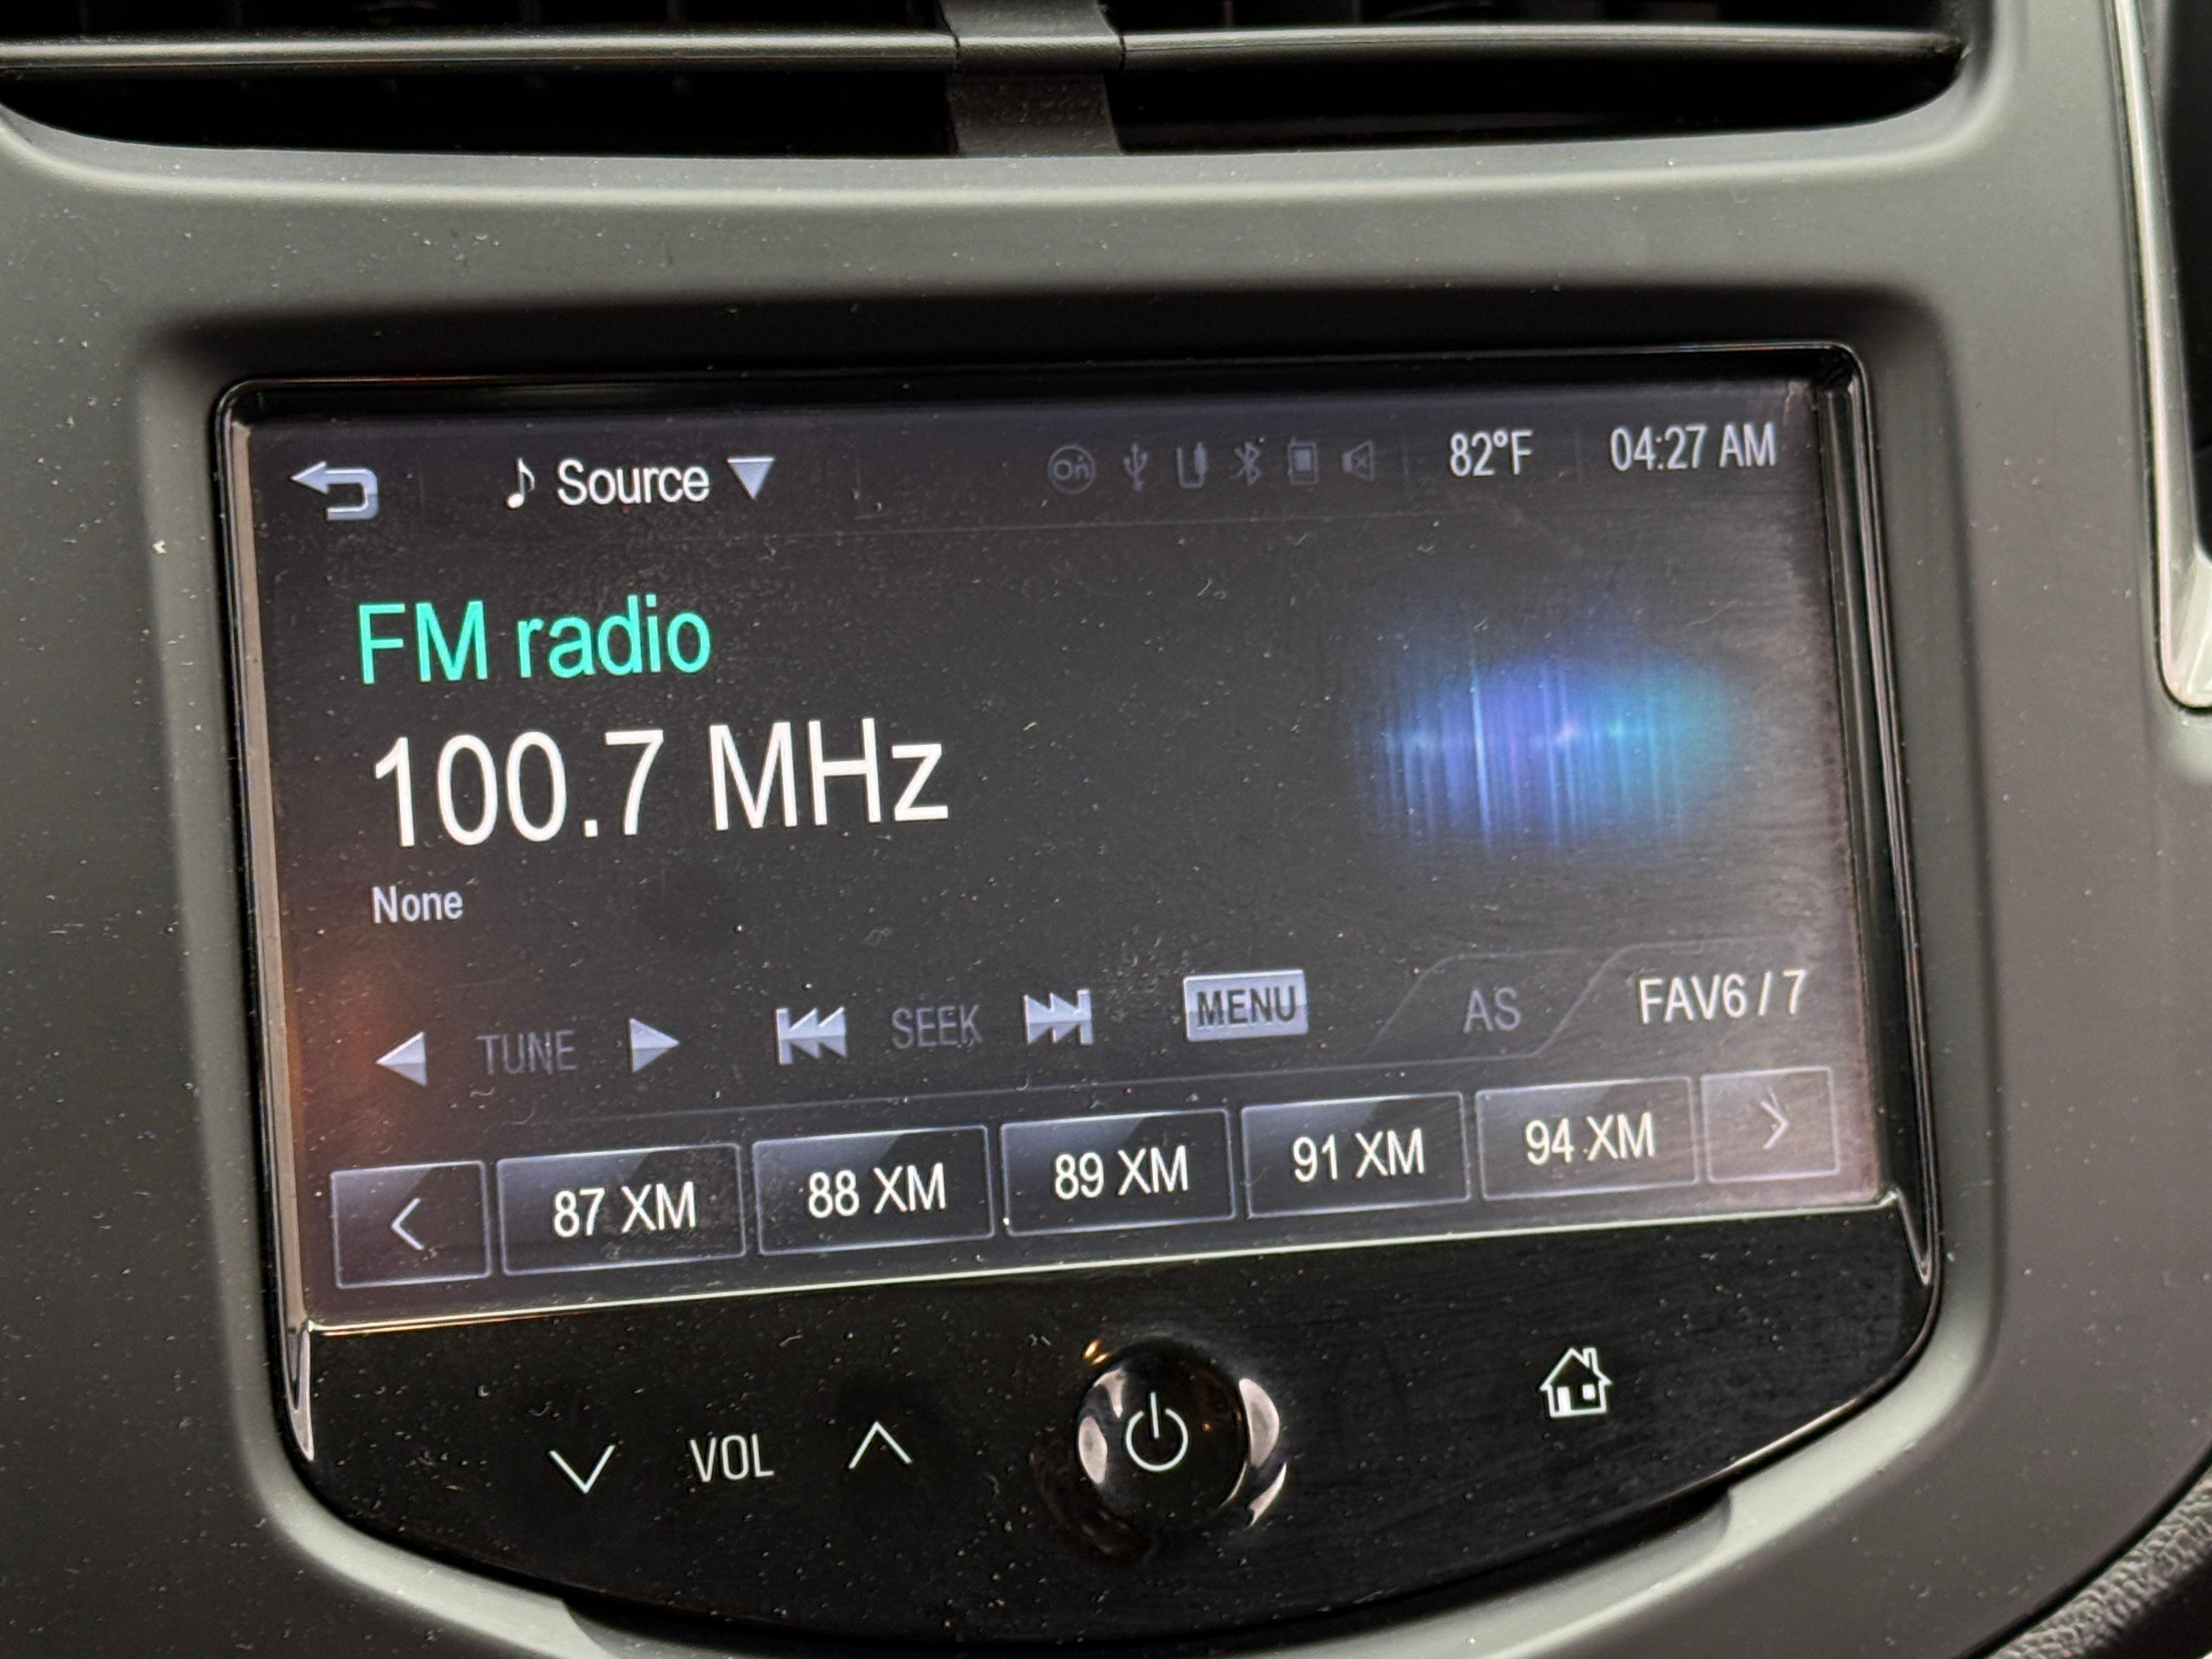 Source
On
82°F
04:27 AM
FM radio
100.7 MHz
None
TUNE
SEEK
MENU
AS
FAV6 / 7
87 XM
88 XM
89 XM
91 XM
94 XM
VOL